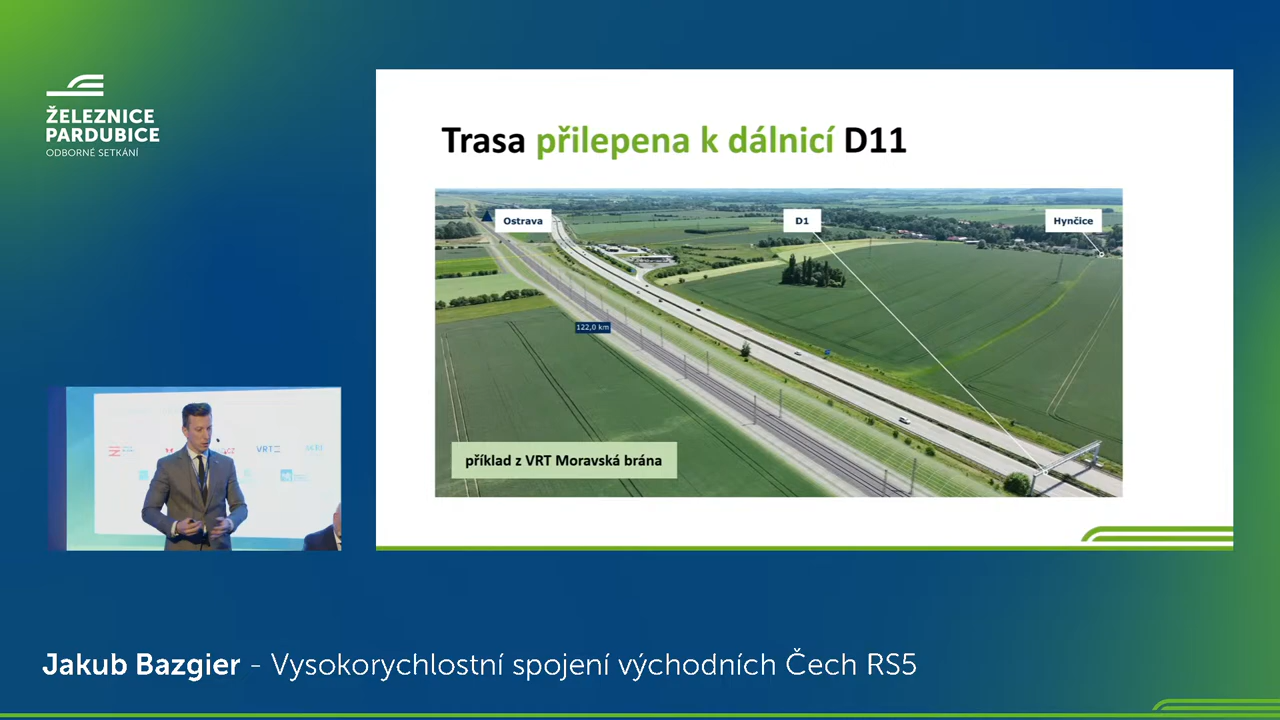 ŽELEZNICE
PARDUBICE
ODBORNÉ SETKÁNÍ
Trasa přilepena k dálnicí D11
Ostrava
D1
Hynčice
122,0 km
příklad z VRT Moravská brána
VRT
Jakub Bazgier - Vysokorychlostní spojení východních Čech RS5